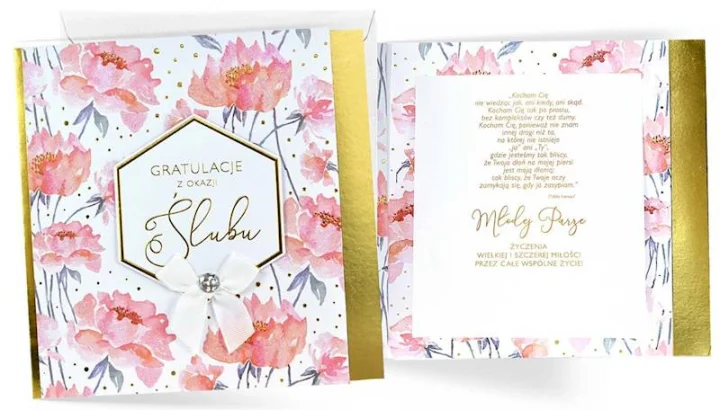 GRATULACJE
Z OKAZJI
Ślubu
„Kocham Cię
nie wiedząc jak, ani kiedy, ani skąd.
Kocham Cię tak po prostu,
bez kompleksów czy też dumy.
Kocham Cię, ponieważ nie znam
innej drogi niż ta,
na której nie istnieje
„ja” ani „Ty”,
gdzie jesteśmy tak bliscy,
że Twoja dłoń na mojej piersi
jest moją dłonią;
tak bliscy, że Twoje oczy
zamykają się, gdy ja zasypiam.”
Młodej Parze
ŻYCZENIA
WIELKIEJ I SZCZEREJ MIŁOŚCI
PRZEZ CAŁE WSPÓLNE ŻYCIE!